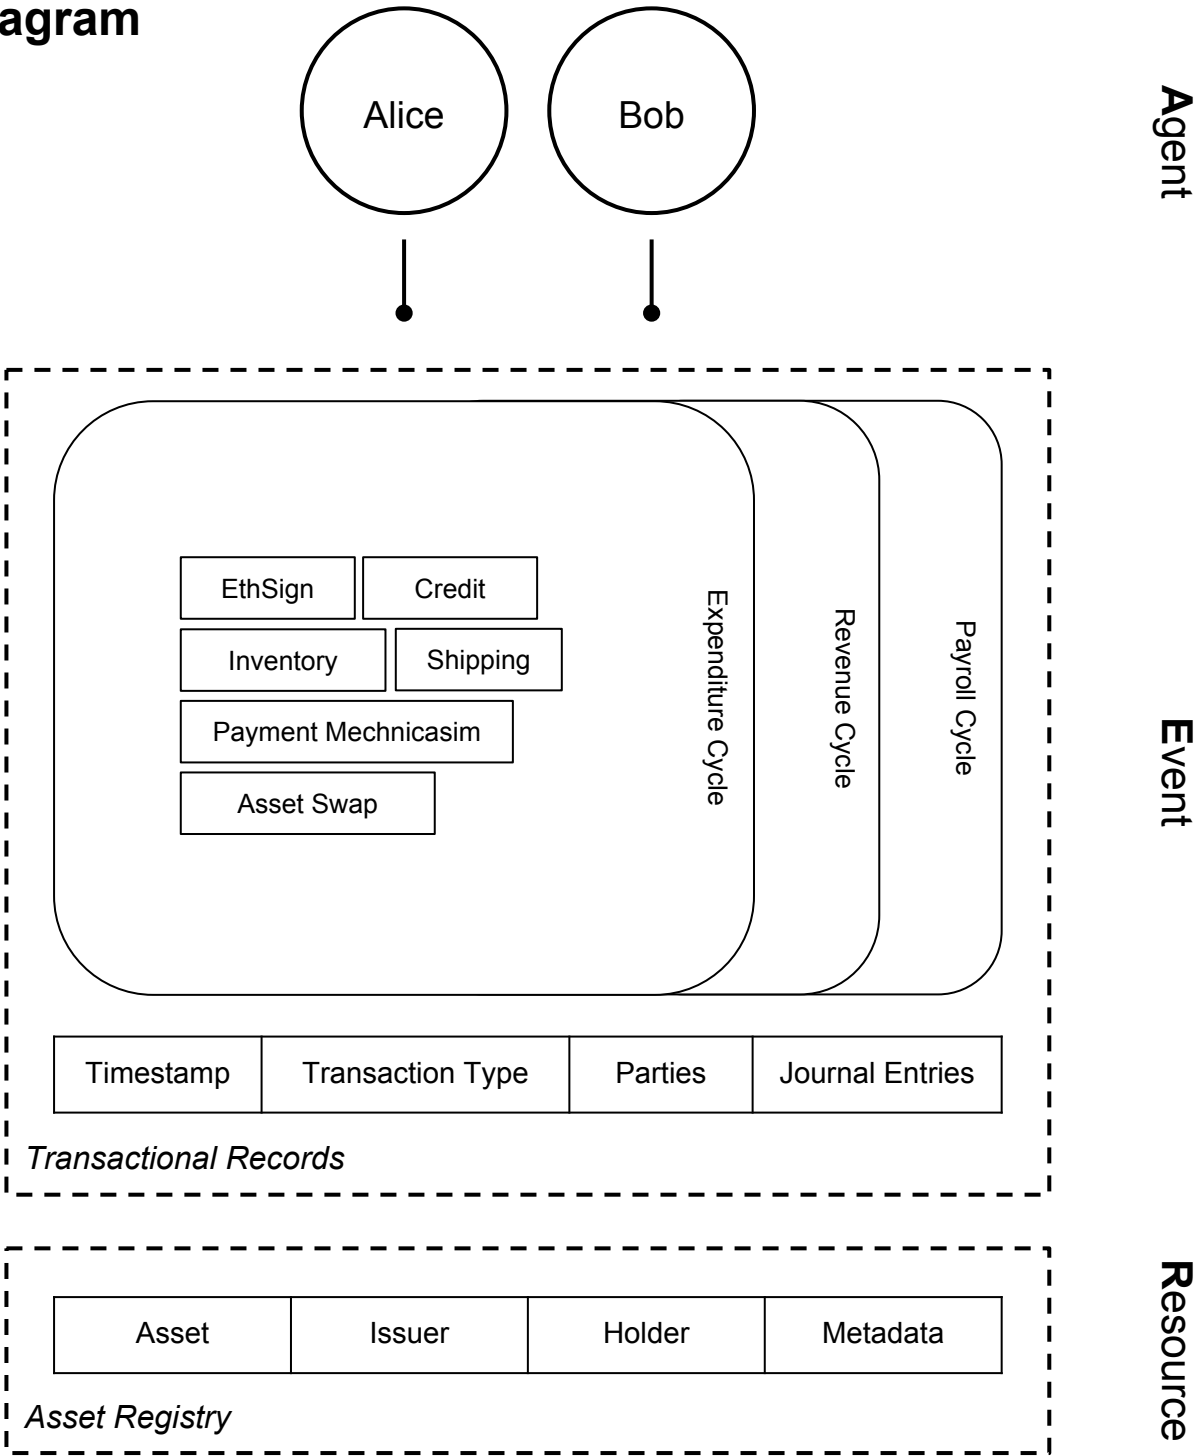 agram
Alice
Bob
Agent
EthSign
Credit
Inventory
Shipping
Payment Mechnicasim
Asset Swap
Expenditure Cycle
Revenue Cycle
Payroll Cycle
Event
Timestamp
Transaction Type
Parties
Journal Entries
Transactional Records
Asset
Issuer
Holder
Metadata
Asset Registry
Resource